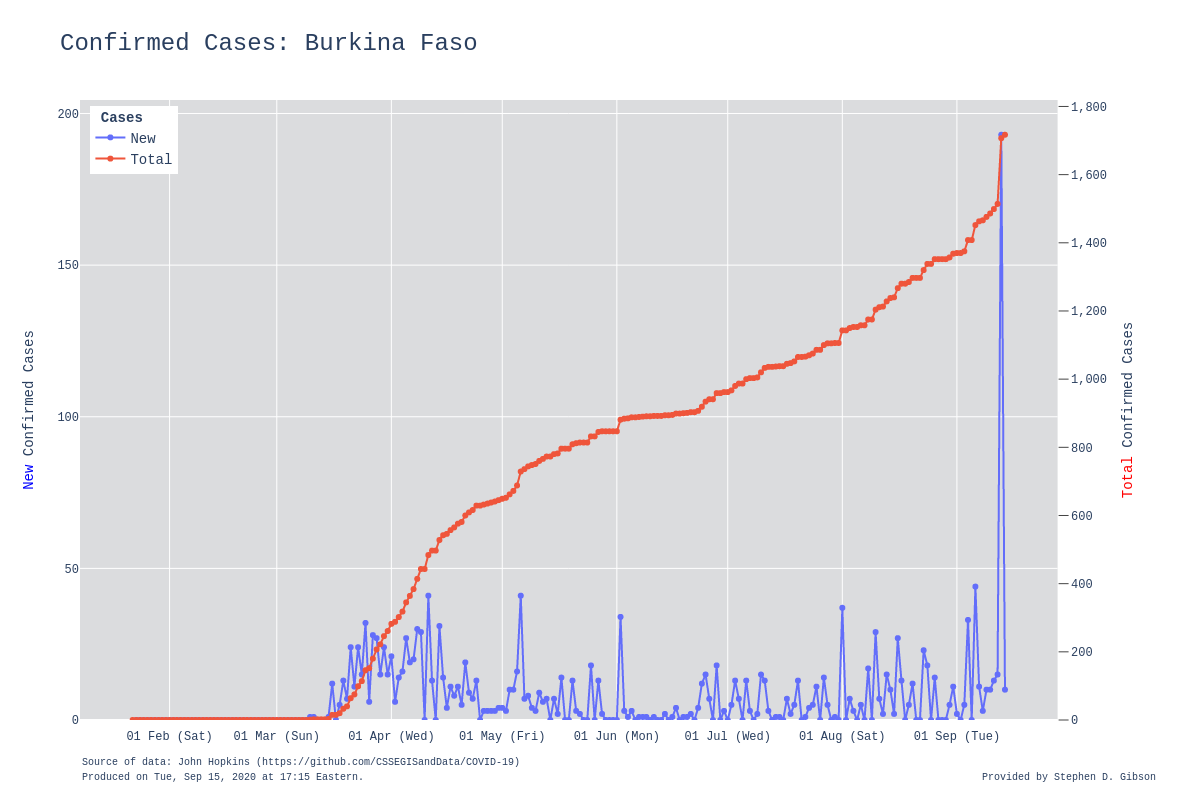 Confirmed Cases: Burkina Faso
Cases
New
Total
200
150
100
50
0
New Confirmed Cases
1,800
1,600
1,400
1,200
1,000
800
600
400
200
0
Total Confirmed Cases
01 Feb (Sat)
01 Mar (Sun)
01 Apr (Wed)
01 May (Fri)
01 Jun (Mon)
01 Jul (Wed)
01 Aug (Sat)
01 Sep (Tue)
Source of data: John Hopkins (https://github.com/CSSEGISandData/COVID-19)
Produced on Tue, Sep 15, 2020 at 17:15 Eastern.
Provided by Stephen D. Gibson